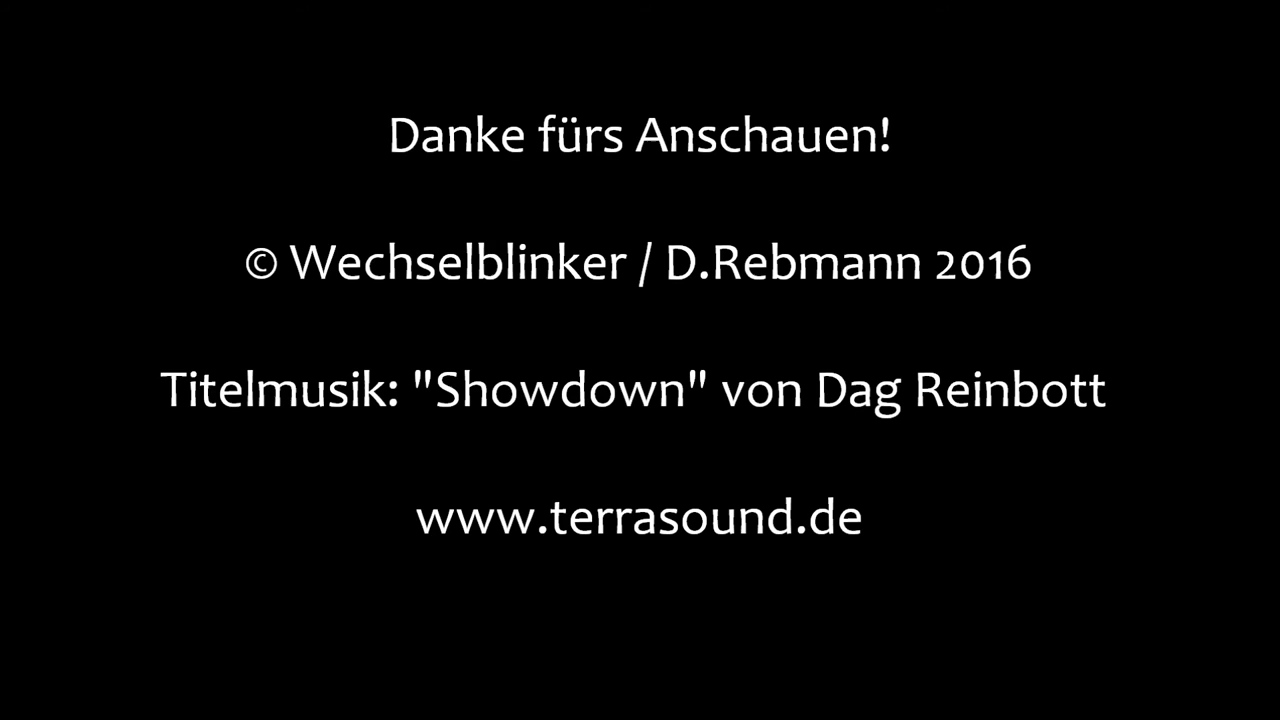 Danke fürs Anschauen!
© Wechselblinker / D.Rebmann 2016
Titelmusik: "Showdown" von Dag Reinbott
www.terrasound.de